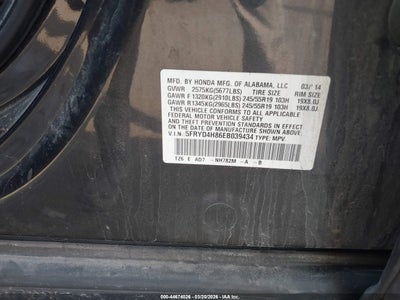 MFD. BY HONDA MFG. OF ALABAMA, LLC 03/'14
GVWR 2575KG(5677LBS) TIRE SIZE RIM SIZE
GAWR F 1320KG(2910LBS) 245/55R19 103H 19X8.0J
GAWR R 1345KG(2965LBS) 245/55R19 103H 19X8.0J
THIS VEHICLE CONFORMS TO ALL APPLICABLE
FEDERAL MOTOR VEHICLE SAFETY
AND THEFT PREVENTION STANDARDS IN EFFECT
ON THE DATE OF MANUFACTURE SHOWN ABOVE.
V.I.N. 5FRYD4H86EB039434 TYPE: MPV
126 E AD7 NH782M - A - B
000-44674026 - 03/20/2026 - IAA Inc.